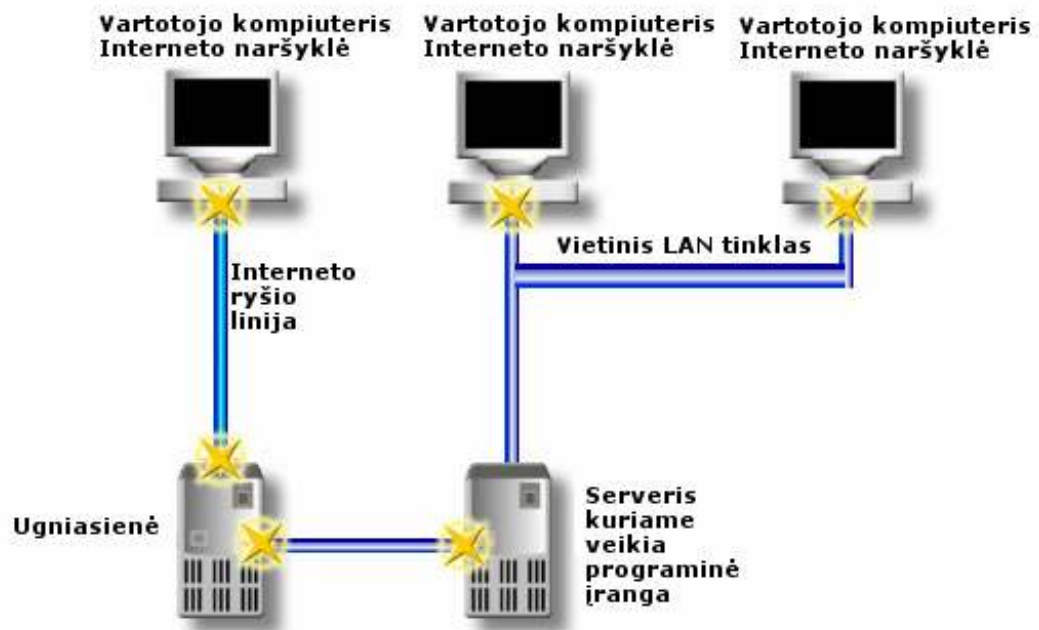 Vartotojo kompiuteris
Interneto naršyklė
Vartotojo kompiuteris
Interneto naršyklė
Vartotojo kompiuteris
Interneto naršyklė
Vietinis LAN tinklas
Interneto
ryšio
linija
Ugniasienė
Serveris
kuriame
veikia
programinė
įranga